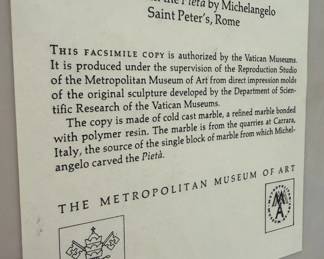 the Pietà by Michelangelo
Saint Peter's, Rome
THIS FACSIMILE COPY is authorized by the Vatican Museums.
It is produced under the supervision of the Reproduction Studio
of the Metropolitan Museum of Art from direct impression molds
of the original sculpture developed by the Department of Scien-
tific Research of the Vatican Museums.
The copy is made of cold cast marble, a refined marble bonded
with polymer resin. The marble is from the quarries at Carrara,
Italy, the source of the single block of marble from which Michel-
angelo carved the Pietà.
THE METROPOLITAN MUSEUM OF ART